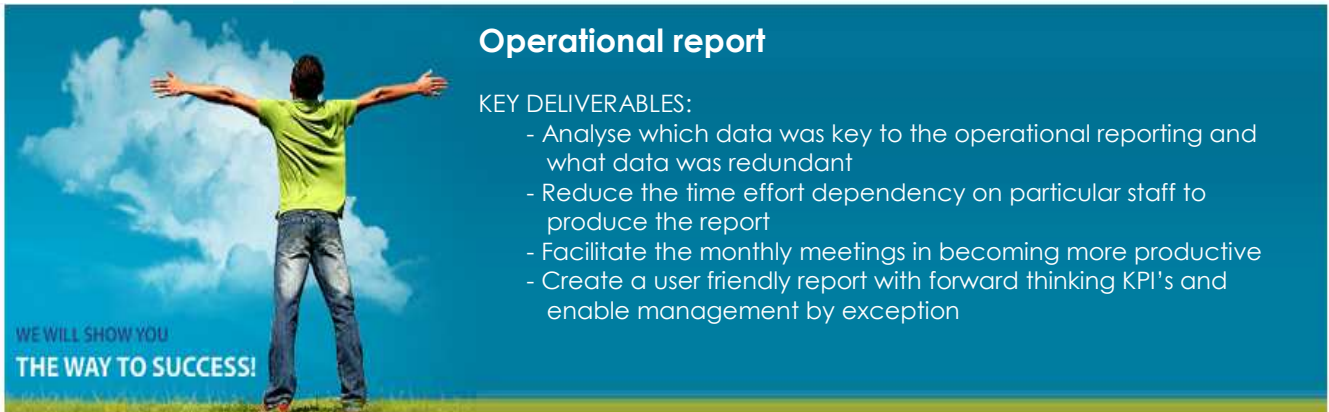 Operational report
KEY DELIVERABLES:
- Analyse which data was key to the operational reporting and
what data was redundant
- Reduce the time effort dependency on particular staff to
produce the report
- Facilitate the monthly meetings in becoming more productive
- Create a user friendly report with forward thinking KPI's and
enable management by exception
WE WILL SHOW YOU
THE WAY TO SUCCESS!